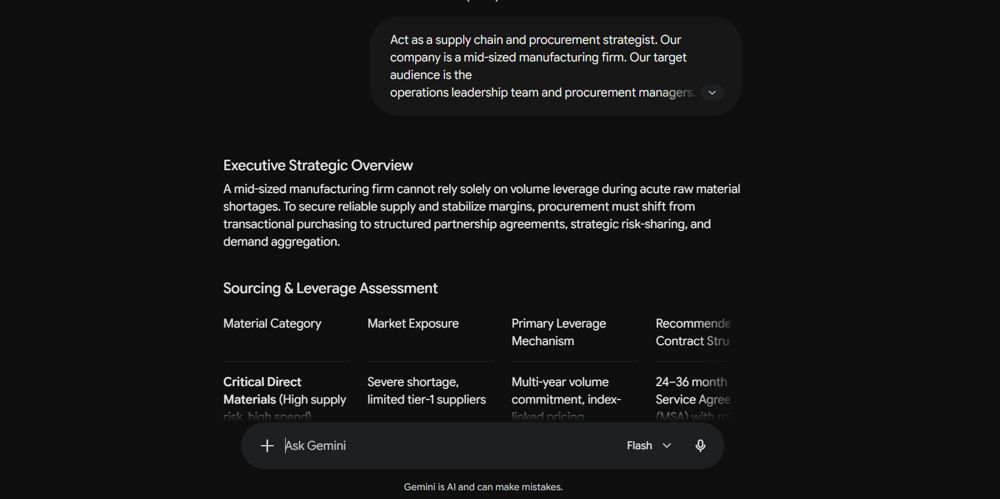 Act as a supply chain and procurement strategist. Our
company is a mid-sized manufacturing firm. Our target
audience is the
operations leadership team and procurement managers.
Executive Strategic Overview
A mid-sized manufacturing firm cannot rely solely on volume leverage during acute raw material
shortages. To secure reliable supply and stabilize margins, procurement must shift from
transactional purchasing to structured partnership agreements, strategic risk-sharing, and
demand aggregation.
Sourcing & Leverage Assessment
Material Category
Market Exposure
Primary Leverage
Mechanism
Recommende
Contract Stru
Critical Direct
Materials (High supply
risk, high spend)
Severe shortage,
limited tier-1 suppliers
Multi-year volume
commitment, index-
linked pricing
24–36 month
Service Agree
(MSA) with
Ask Gemini
Flash
Gemini is AI and can make mistakes.